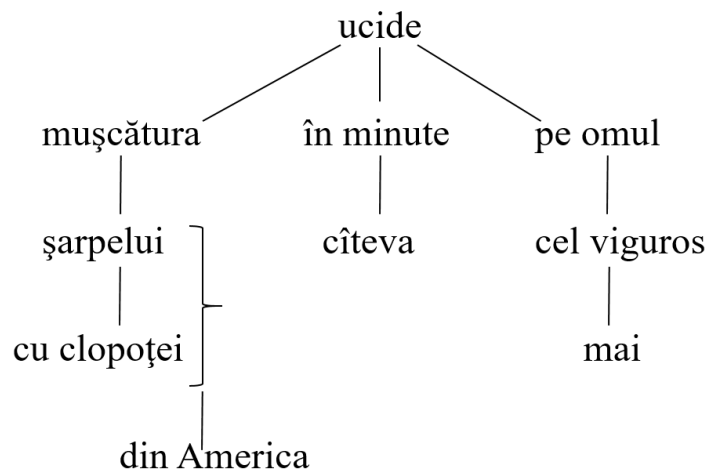 ucide
muşcătura în minute pe omul
şarpelui cîteva cel viguros
cu clopoţei mai
din America